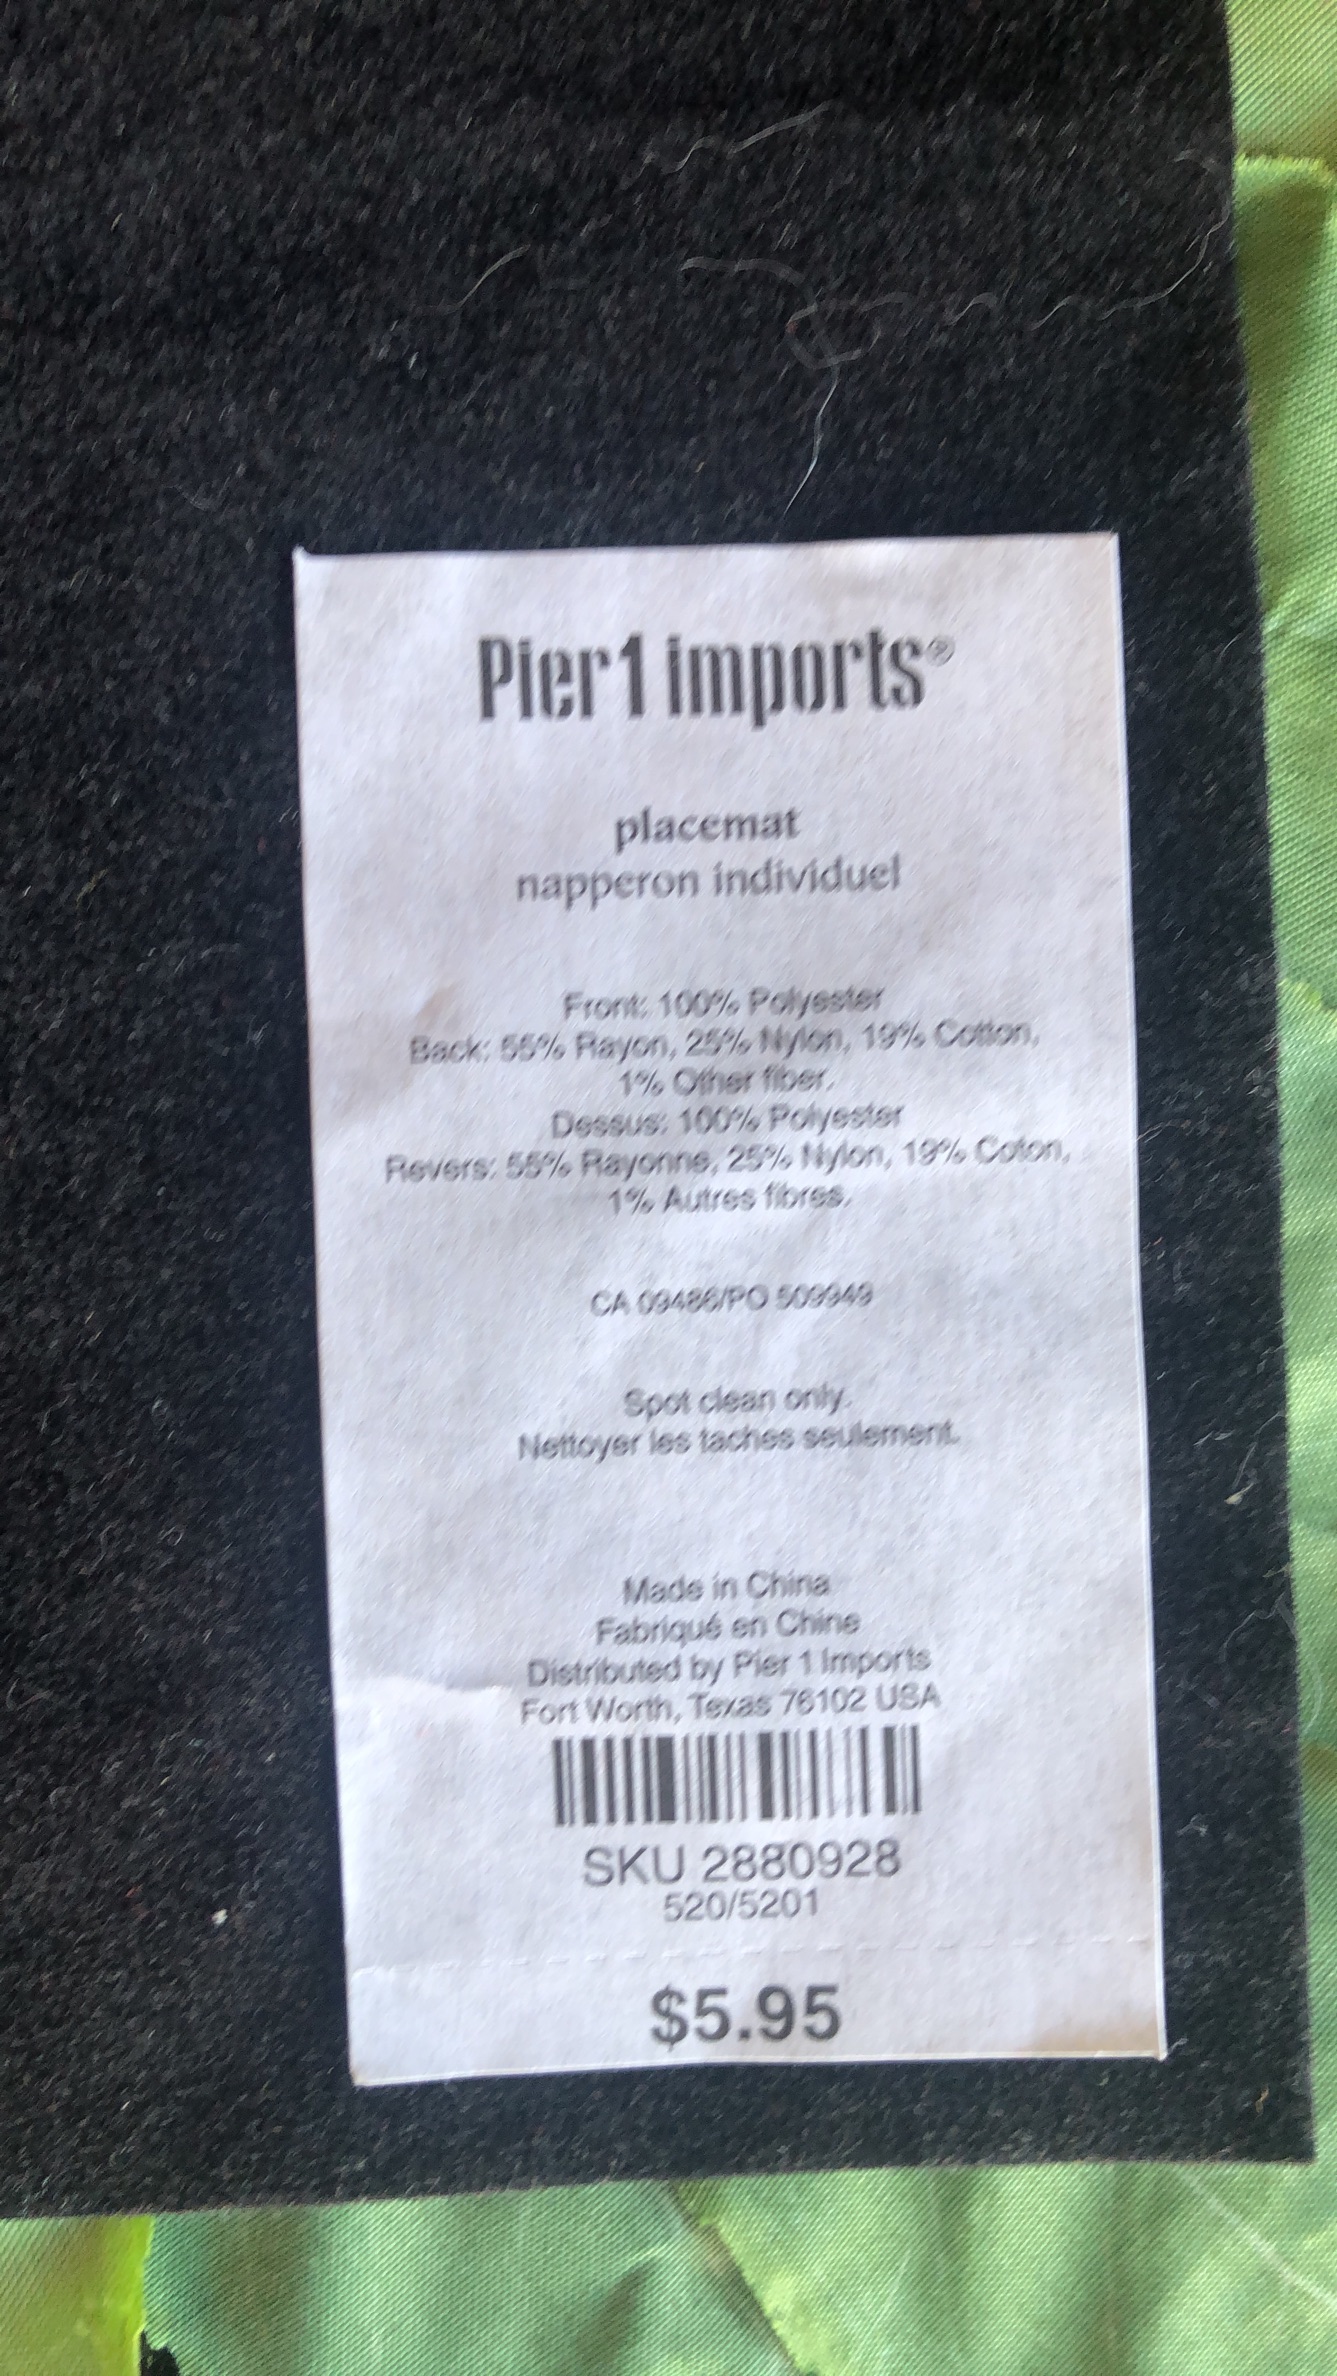 Pier 1 imports®
placemat
napperon individuel
Front: 100% Polyester
Back: 55% Rayon, 25% Nylon, 19% Cotton,
1% Other fiber.
Dessus: 100% Polyester
Revers: 55% Rayonne, 25% Nylon, 19% Coton,
1% Autres fibres.
CA 09486/PO 509949
Spot clean only.
Nettoyer les taches seulement.
Made in China
Fabriqué en Chine
Distributed by Pier 1 Imports
Fort Worth, Texas 76102 USA
SKU 2880928
520/5201
$5.95